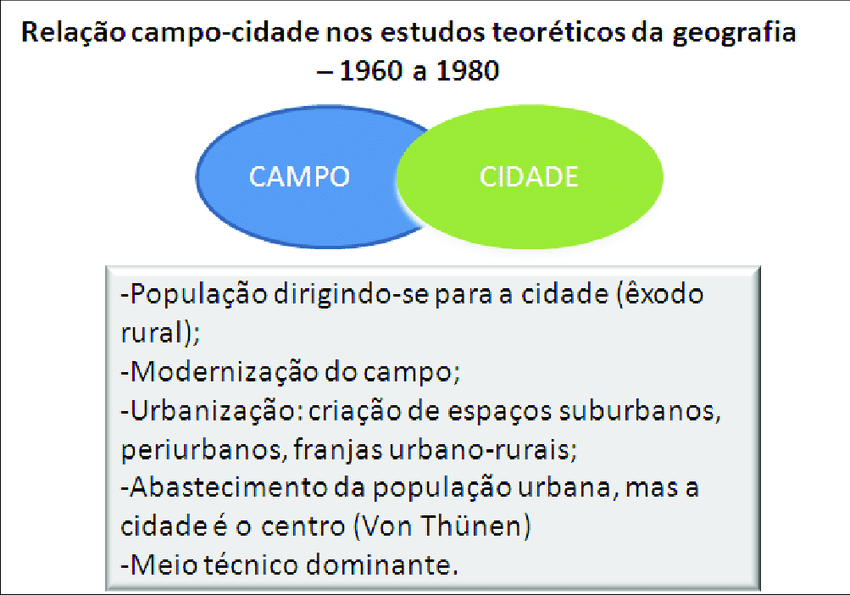 Relação campo-cidade nos estudos teoréticos da geografia
– 1960 a 1980
CAMPO
CIDADE
-População dirigindo-se para a cidade (êxodo
rural);
-Modernização do campo;
-Urbanização: criação de espaços suburbanos,
periurbanos, franjas urbano-rurais;
-Abastecimento da população urbana, mas a
cidade é o centro (Von Thünen)
-Meio técnico dominante.